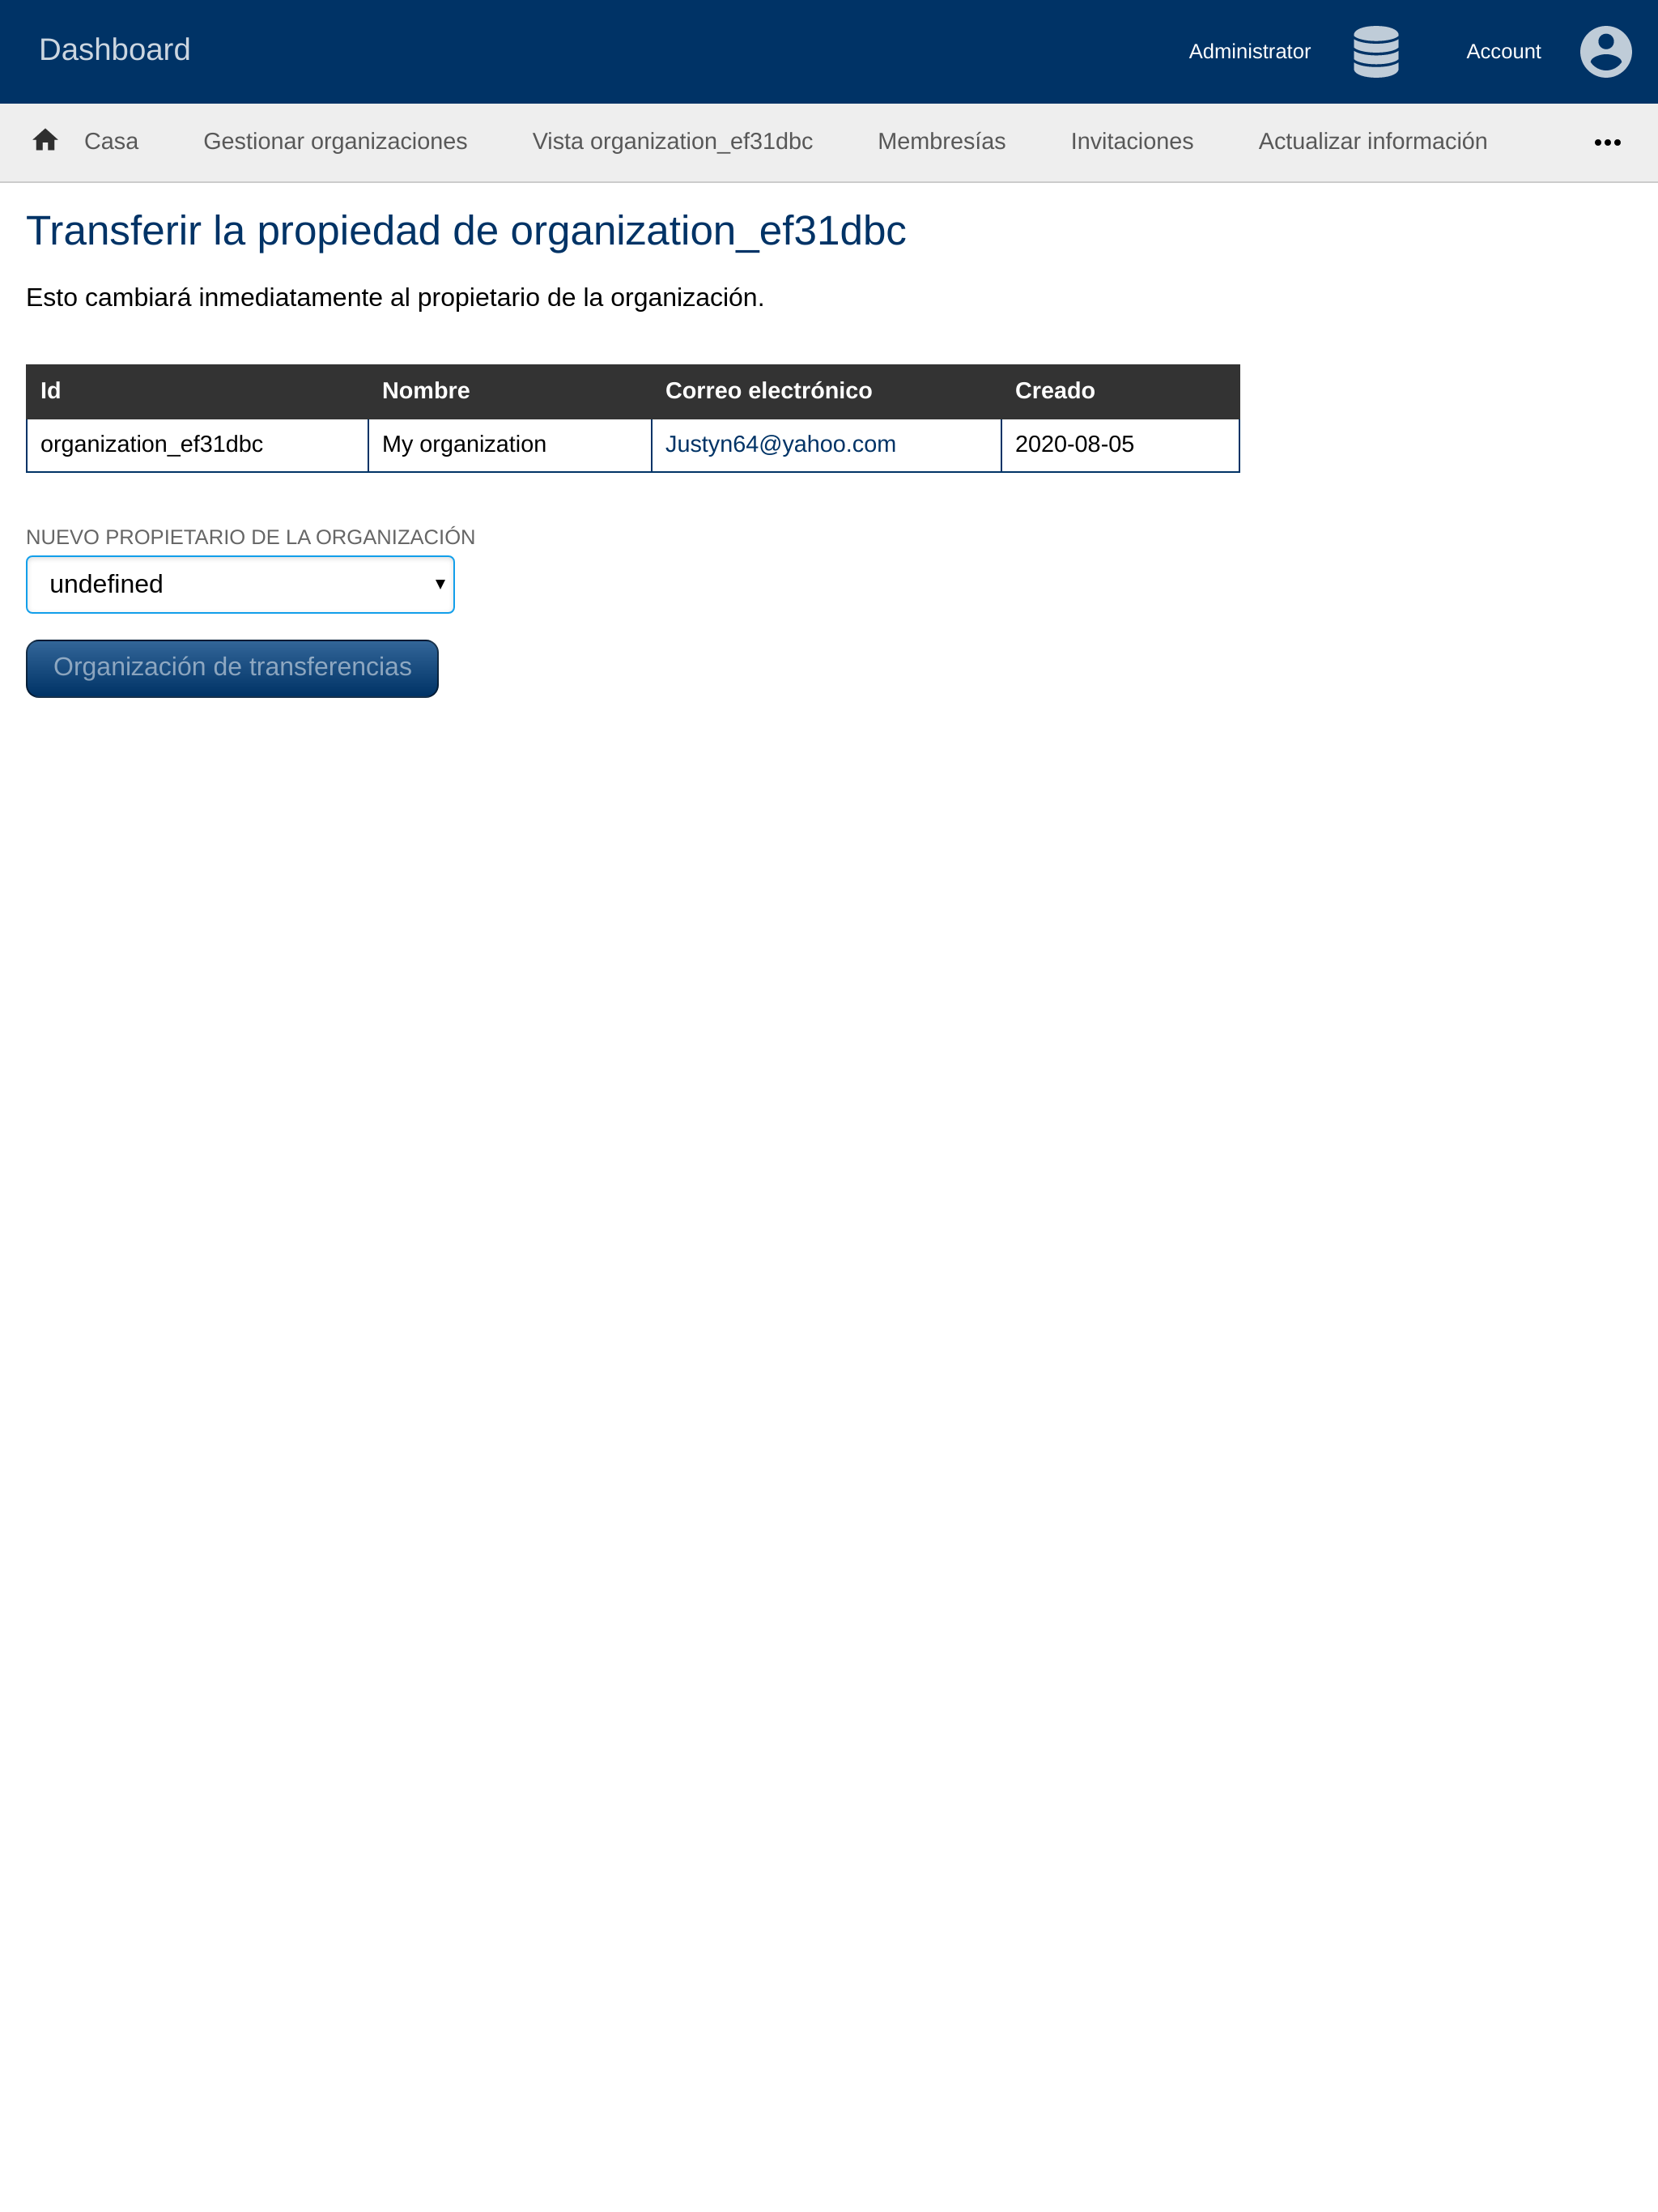 Dashboard Administrator Account
Casa Gestionar organizaciones Vista organization_ef31dbc Membresías Invitaciones Actualizar información •••
Transferir la propiedad de organization_ef31dbc
Esto cambiará inmediatamente al propietario de la organización.
Id Nombre Correo electrónico Creado
organization_ef31dbc My organization Justyn64@yahoo.com 2020-08-05
NUEVO PROPIETARIO DE LA ORGANIZACIÓN
undefined
Organización de transferencias